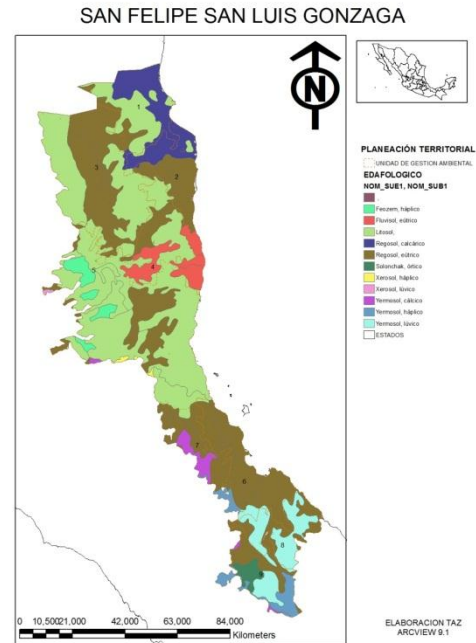 SAN FELIPE SAN LUIS GONZAGA
N
PLANEACIÓN TERRITORIAL
UNIDAD DE GESTION AMBIENTAL
EDAFOLOGICO
NOM_SUE1, NOM_SUB1
Feozem, háplico
Fluvisol, eútrico
Litosol,
Regosol, calcárico
Regosol, eútrico
Solonchak, órtico
Xerosol, háplico
Xerosol, lúvico
Yermosol, cálcico
Yermosol, háplico
Yermosol, lúvico
ESTADOS
1
2
3
4
5
7
6
8
0 10,50021,000 42,000 63,000 84,000
Kilometers
ELABORACION TAZ
ARCVIEW 9.1